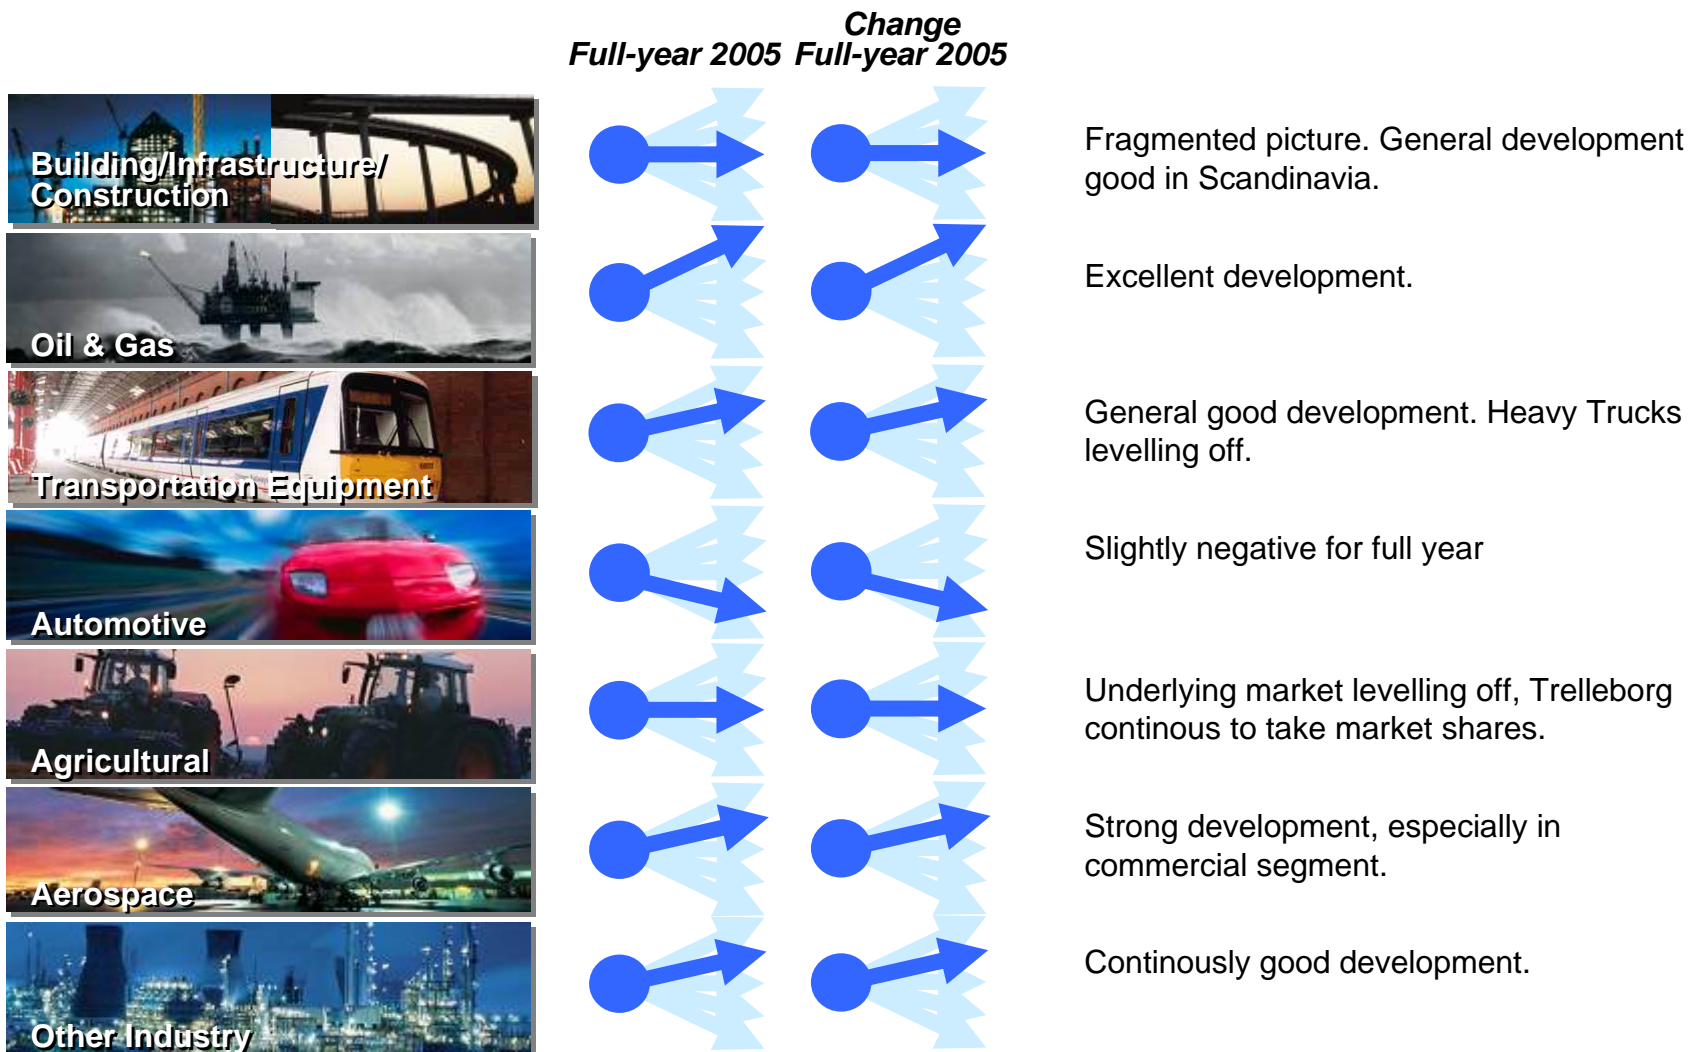 Change
Full-year 2005 Full-year 2005
Building/Infrastructure/
Construction
Fragmented picture. General development
good in Scandinavia.
Oil & Gas
Excellent development.
Transportation Equipment
General good development. Heavy Trucks
levelling off.
Automotive
Slightly negative for full year
Agricultural
Underlying market levelling off, Trelleborg
continous to take market shares.
Aerospace
Strong development, especially in
commercial segment.
Other Industry
Continously good development.